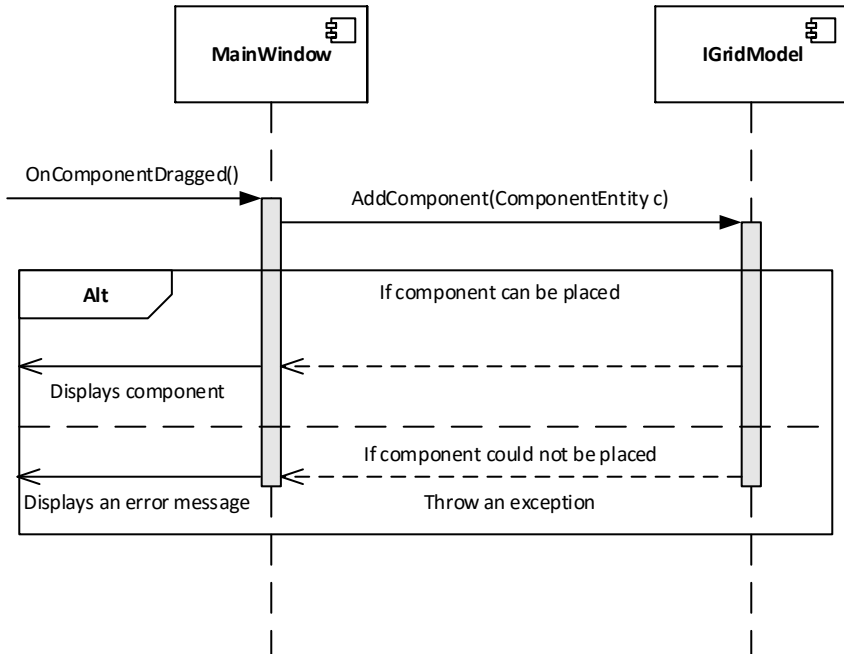 MainWindow
IGridModel
OnComponentDragged()
AddComponent(ComponentEntity c)
Alt
If component can be placed
Displays component
If component could not be placed
Displays an error message
Throw an exception